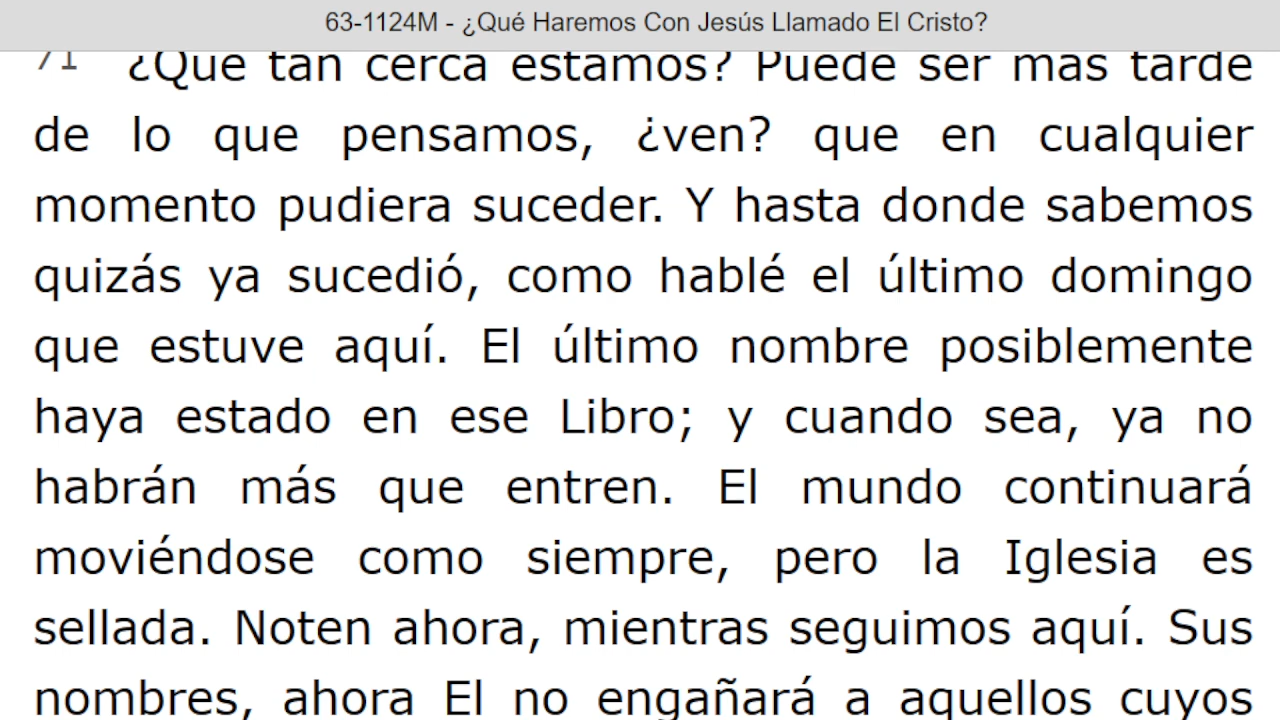 63-1124M - ¿Qué Haremos Con Jesús Llamado El Cristo?
71 ¿Qué tan cerca estamos? Puede ser más tarde
de lo que pensamos, ¿ven? que en cualquier
momento pudiera suceder. Y hasta donde sabemos
quizás ya sucedió, como hablé el último domingo
que estuve aquí. El último nombre posiblemente
haya estado en ese Libro; y cuando sea, ya no
habrán más que entren. El mundo continuará
moviéndose como siempre, pero la Iglesia es
sellada. Noten ahora, mientras seguimos aquí. Sus
nombres, ahora El no engañará a aquellos cuyos